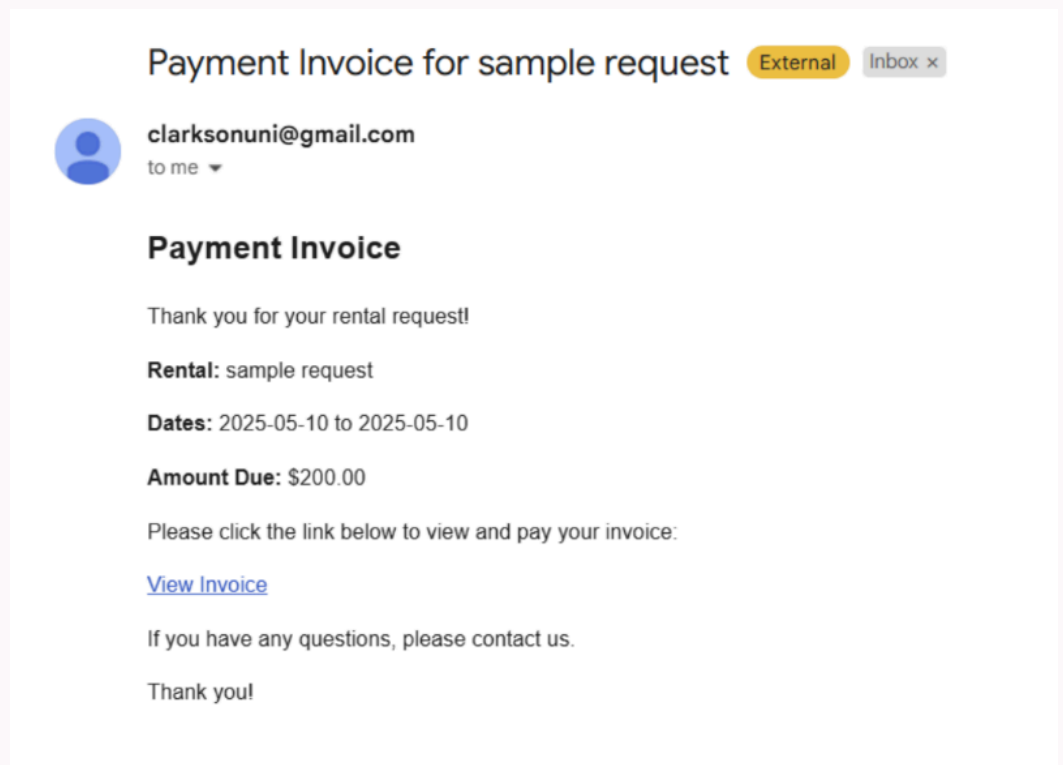 Payment Invoice for sample request External Inbox ×
clarksonuni@gmail.com
to me
Payment Invoice
Thank you for your rental request!
Rental: sample request
Dates: 2025-05-10 to 2025-05-10
Amount Due: $200.00
Please click the link below to view and pay your invoice:
View Invoice
If you have any questions, please contact us.
Thank you!